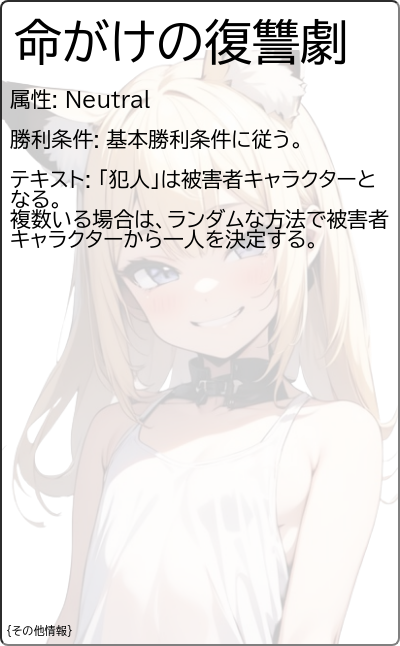 命がけの復讐劇
属性: Neutral
勝利条件: 基本勝利条件に従う。
テキスト: 「犯人」は被害者キャラクターと
なる。
複数いる場合は、ランダムな方法で被害者
キャラクターから一人を決定する。
{その他情報}